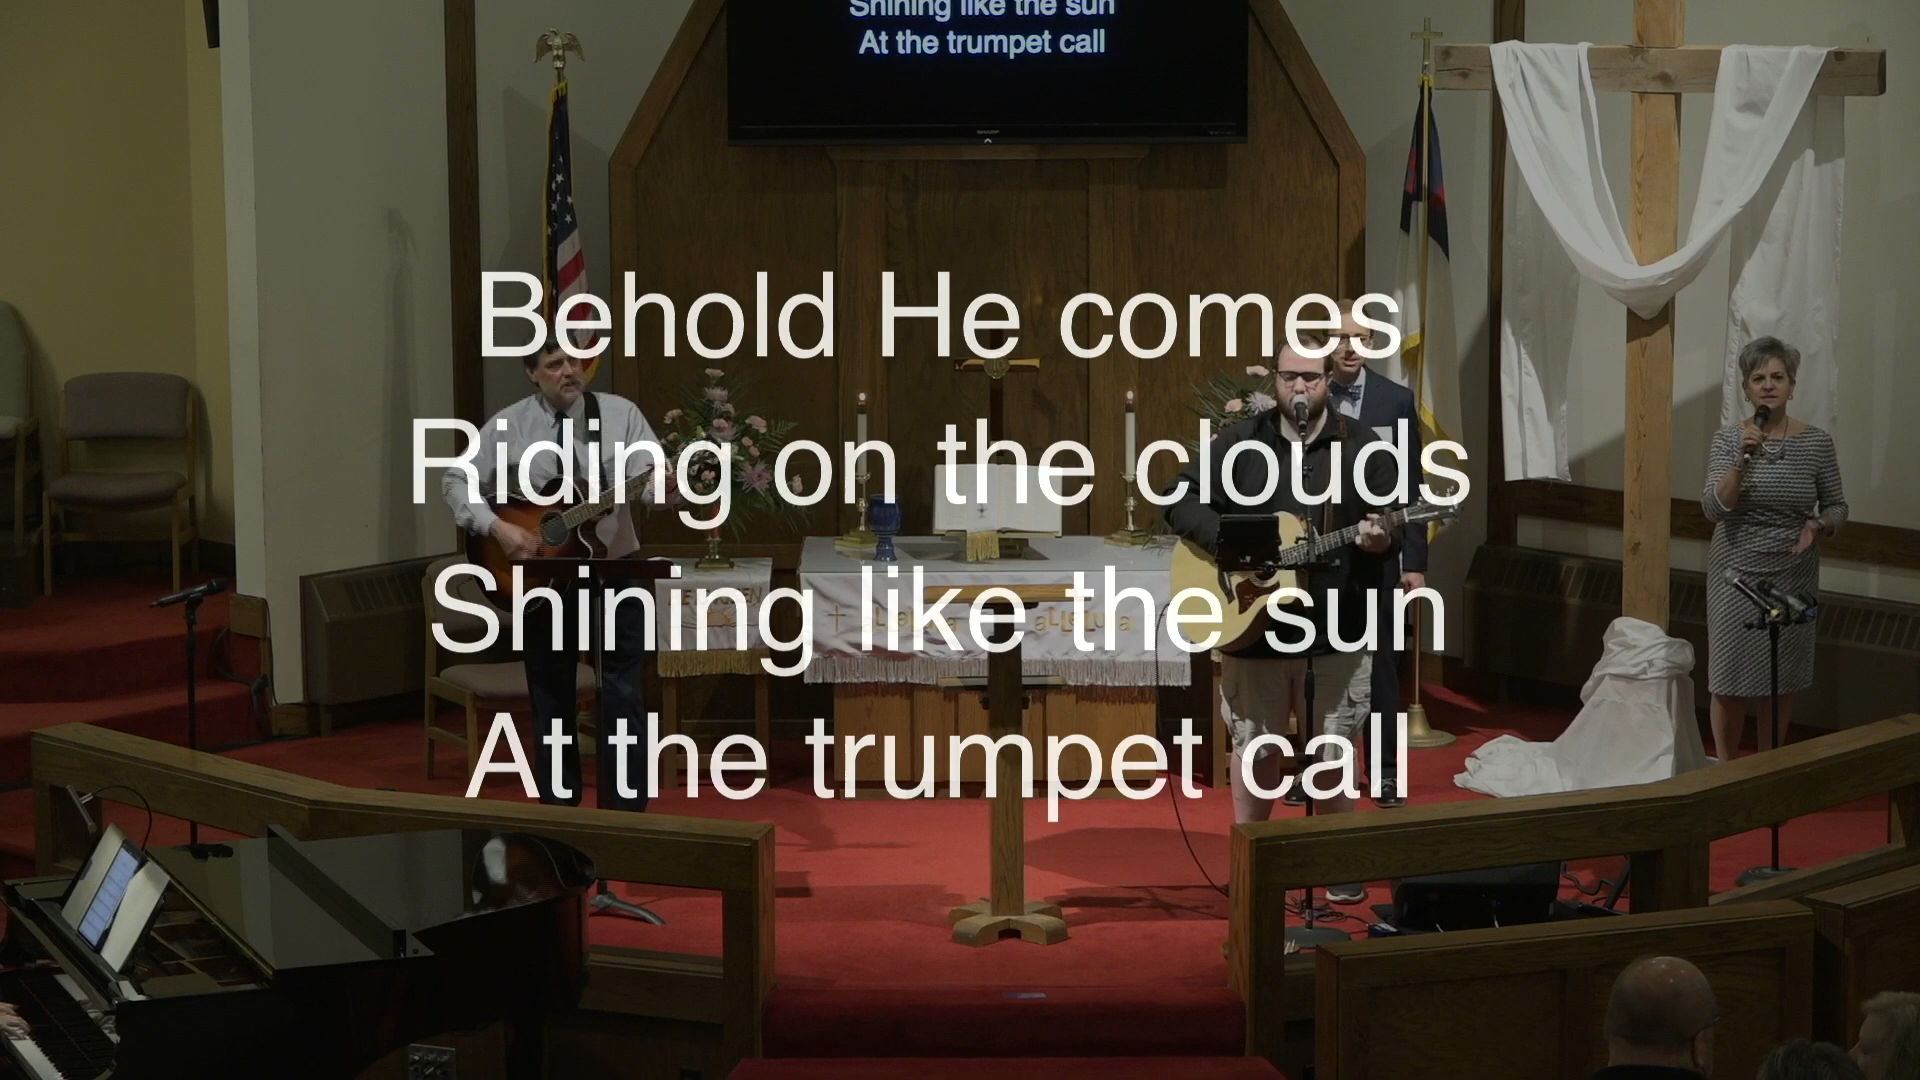 Shining like the sun
At the trumpet call
SHARP
Behold He comes
Riding on the clouds
Shining like the sun
At the trumpet call